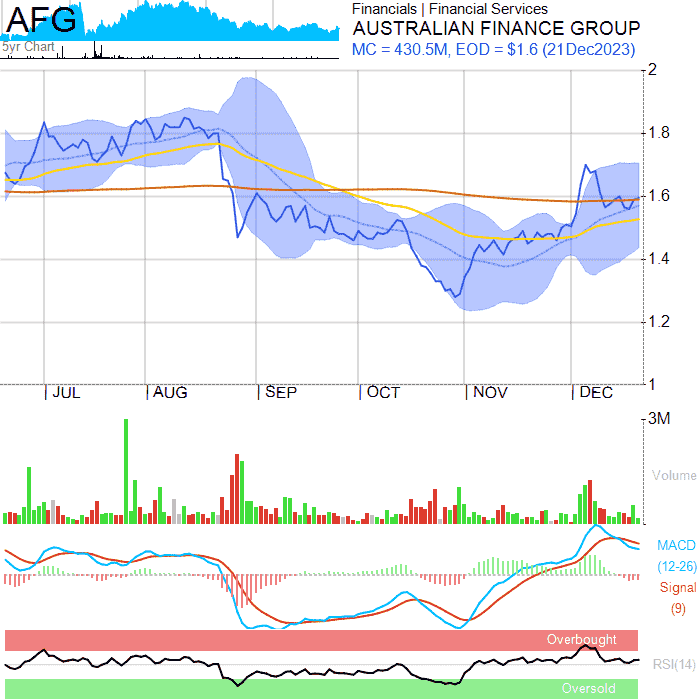 AFG
5yr Chart
Financials | Financial Services
AUSTRALIAN FINANCE GROUP
MC = 430.5M, EOD = $1.6 (21Dec2023)
2
1.8
1.6
1.4
1.2
1
JUL AUG SEP OCT NOV DEC
3M
Volume
MACD
(12-26)
Signal
(9)
Overbought
RSI(14)
Oversold